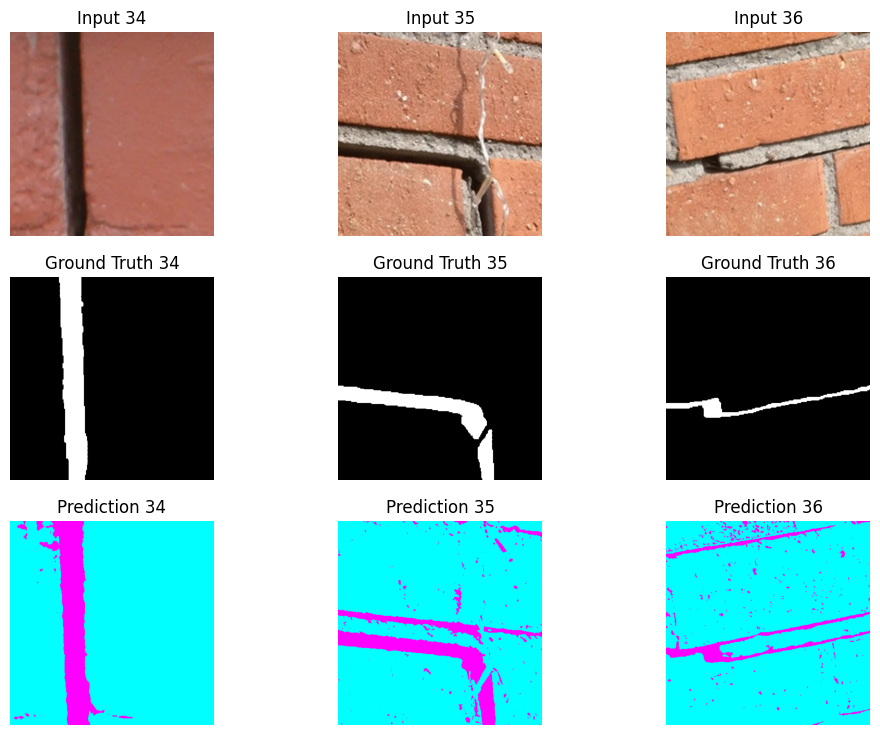 Input 34
Input 35
Input 36
Ground Truth 34
Ground Truth 35
Ground Truth 36
Prediction 34
Prediction 35
Prediction 36